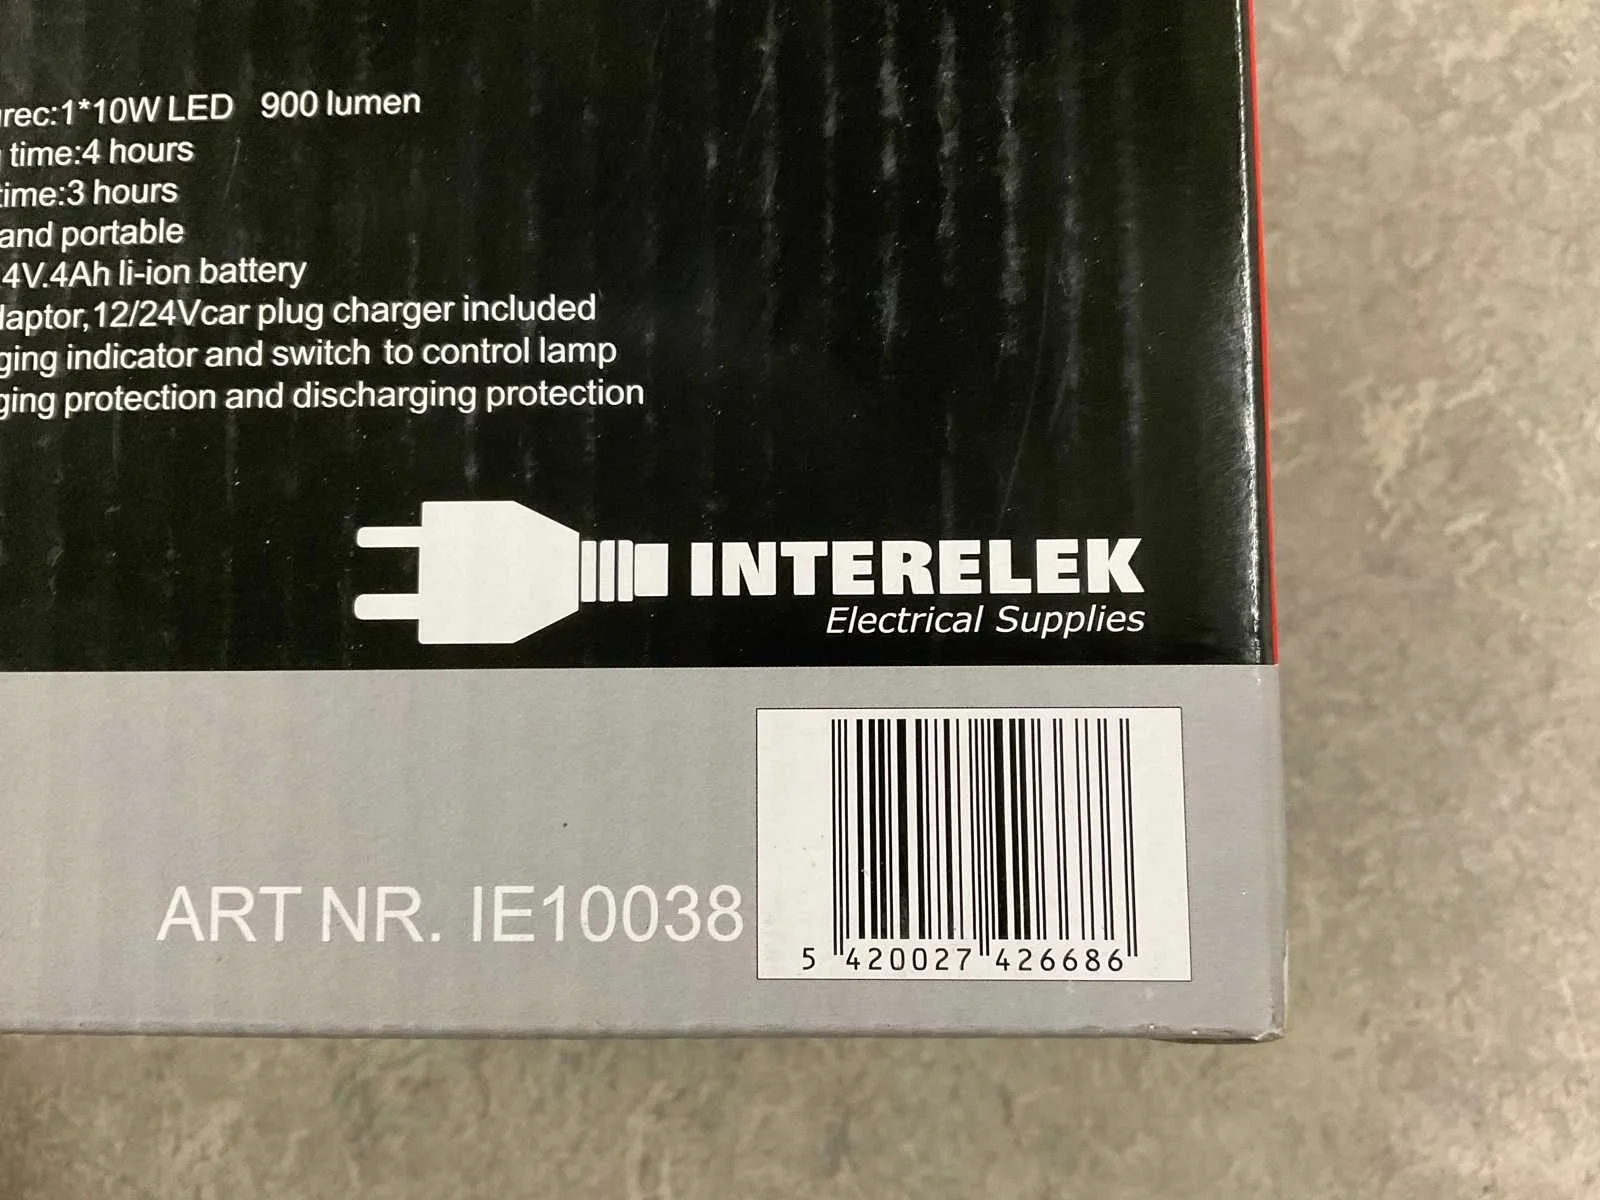 rec:1*10W LED 900 lumen
time:4 hours
time:3 hours
and portable
4V.4Ah li-ion battery
daptor,12/24Vcar plug charger included
ging indicator and switch to control lamp
ging protection and discharging protection
INTERELEK
Electrical Supplies
ART NR. IE10038
5 420027 426686